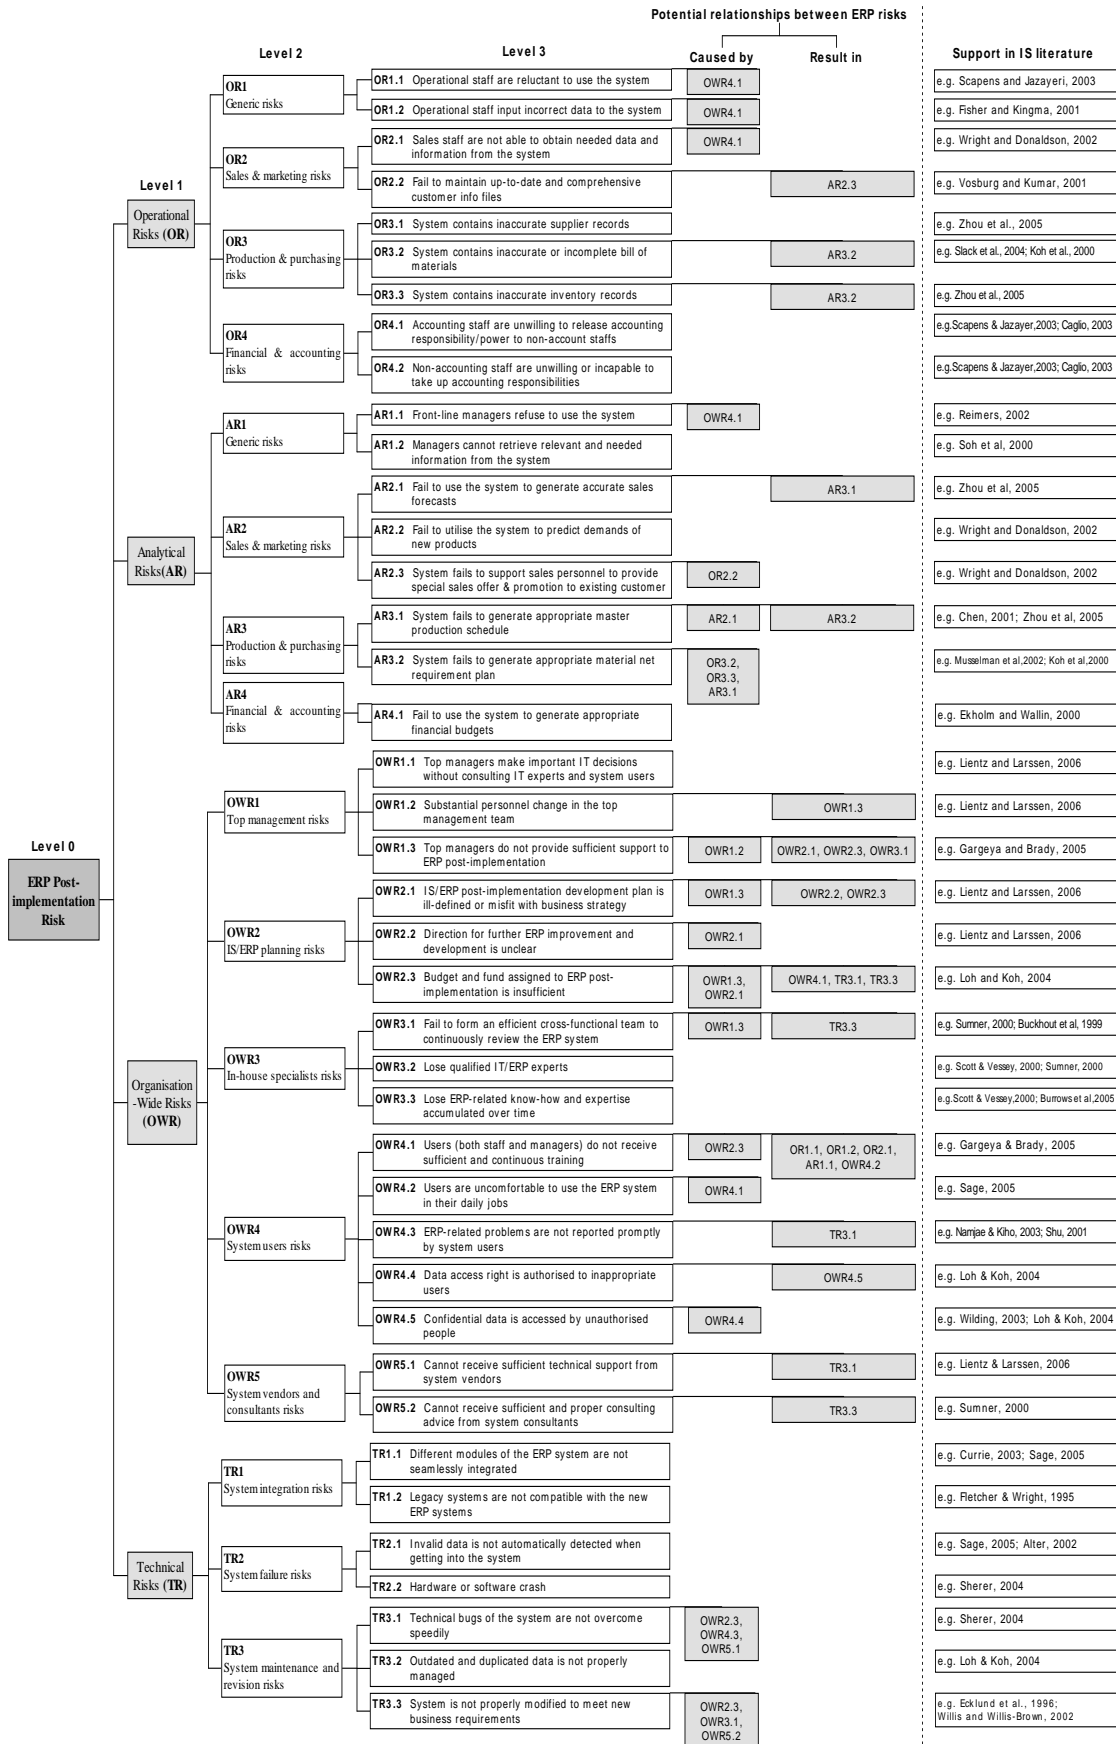 Potential relationships between ERP risks
Level 2
Level 3
Caused by
Result in
Support in IS literature
OR1
Generic risks
OR1.1 Operational staff are reluctant to use the system
OWR4.1
e.g. Scapens and Jazayeri, 2003
OR1.2 Operational staff input incorrect data to the system
OWR4.1
e.g. Fisher and Kingma, 2001
OR2
Sales & marketing risks
OR2.1 Sales staff are not able to obtain needed data and
information from the system
OWR4.1
e.g. Wright and Donaldson, 2002
OR2.2 Fail to maintain up-to-date and comprehensive
customer info files
AR2.3
e.g. Vosburg and Kumar, 2001
Level 1
Operational
Risks (OR)
OR3
Production & purchasing
risks
OR3.1 System contains inaccurate supplier records
e.g. Zhou et al., 2005
OR3.2 System contains inaccurate or incomplete bill of
materials
AR3.2
e.g. Slack et al., 2004; Koh et al., 2000
OR3.3 System contains inaccurate inventory records
AR3.2
e.g. Zhou et al., 2005
OR4
Financial & accounting
risks
OR4.1 Accounting staff are unwilling to release accounting
responsibility/power to non-account staffs
e.g.Scapens & Jazayer,2003; Caglio, 2003
OR4.2 Non-accounting staff are unwilling or incapable to
take up accounting responsibilities
e.g.Scapens & Jazayer,2003; Caglio, 2003
AR1
Generic risks
AR1.1 Front-line managers refuse to use the system
OWR4.1
e.g. Reimers, 2002
AR1.2 Managers cannot retrieve relevant and needed
information from the system
e.g. Soh et al, 2000
Analytical
Risks(AR)
AR2
Sales & marketing risks
AR2.1 Fail to use the system to generate accurate sales
forecasts
AR3.1
e.g. Zhou et al, 2005
AR2.2 Fail to utilise the system to predict demands of
new products
e.g. Wright and Donaldson, 2002
AR2.3 System fails to support sales personnel to provide
special sales offer & promotion to existing customer
OR2.2
e.g. Wright and Donaldson, 2002
AR3
Production & purchasing
risks
AR3.1 System fails to generate appropriate master
production schedule
AR2.1
AR3.2
e.g. Chen, 2001; Zhou et al, 2005
AR3.2 System fails to generate appropriate material net
requirement plan
OR3.2,
OR3.3,
AR3.1
e.g. Musselman et al,2002; Koh et al,2000
AR4
Financial & accounting
risks
AR4.1 Fail to use the system to generate appropriate
financial budgets
e.g. Ekholm and Wallin, 2000
Level 0
ERP Post-
implementation
Risk
OWR1
Top management risks
OWR1.1 Top managers make important IT decisions
without consulting IT experts and system users
e.g. Lientz and Larssen, 2006
OWR1.2 Substantial personnel change in the top
management team
OWR1.3
e.g. Lientz and Larssen, 2006
OWR1.3 Top managers do not provide sufficient support to
ERP post-implementation
OWR1.2
OWR2.1, OWR2.3, OWR3.1
e.g. Gargeya and Brady, 2005
OWR2
IS/ERP planning risks
OWR2.1 IS/ERP post-implementation development plan is
ill-defined or misfit with business strategy
OWR1.3
OWR2.2, OWR2.3
e.g. Lientz and Larssen, 2006
OWR2.2 Direction for further ERP improvement and
development is unclear
OWR2.1
e.g. Lientz and Larssen, 2006
OWR2.3 Budget and fund assigned to ERP post-
implementation is insufficient
OWR1.3,
OWR2.1
OWR4.1, TR3.1, TR3.3
e.g. Loh and Koh, 2004
Organisation
-Wide Risks
(OWR)
OWR3
In-house specialists risks
OWR3.1 Fail to form an efficient cross-functional team to
continuously review the ERP system
OWR1.3
TR3.3
e.g. Sumner, 2000; Buckhout et al, 1999
OWR3.2 Lose qualified IT/ERP experts
e.g. Scott & Vessey, 2000; Sumner, 2000
OWR3.3 Lose ERP-related know-how and expertise
accumulated over time
e.g.Scott & Vessey,2000; Burrows et al,2005
OWR4
System users risks
OWR4.1 Users (both staff and managers) do not receive
sufficient and continuous training
OWR2.3
OR1.1, OR1.2, OR2.1,
AR1.1, OWR4.2
e.g. Gargeya & Brady, 2005
OWR4.2 Users are uncomfortable to use the ERP system
in their daily jobs
OWR4.1
e.g. Sage, 2005
OWR4.3 ERP-related problems are not reported promptly
by system users
TR3.1
e.g. Namjae & Kiho, 2003; Shu, 2001
OWR4.4 Data access right is authorised to inappropriate
users
OWR4.5
e.g. Loh & Koh, 2004
OWR4.5 Confidential data is accessed by unauthorised
people
OWR4.4
e.g. Wilding, 2003; Loh & Koh, 2004
OWR5
System vendors and
consultants risks
OWR5.1 Cannot receive sufficient technical support from
system vendors
TR3.1
e.g. Lientz & Larssen, 2006
OWR5.2 Cannot receive sufficient and proper consulting
advice from system consultants
TR3.3
e.g. Sumner, 2000
Technical
Risks (TR)
TR1
System integration risks
TR1.1 Different modules of the ERP system are not
seamlessly integrated
e.g. Currie, 2003; Sage, 2005
TR1.2 Legacy systems are not compatible with the new
ERP systems
e.g. Fletcher & Wright, 1995
TR2
System failure risks
TR2.1 Invalid data is not automatically detected when
getting into the system
e.g. Sage, 2005; Alter, 2002
TR2.2 Hardware or software crash
e.g. Sherer, 2004
TR3
System maintenance and
revision risks
TR3.1 Technical bugs of the system are not overcome
speedily
OWR2.3,
OWR4.3,
OWR5.1
e.g. Sherer, 2004
TR3.2 Outdated and duplicated data is not properly
managed
e.g. Loh & Koh, 2004
TR3.3 System is not properly modified to meet new
business requirements
OWR2.3,
OWR3.1,
OWR5.2
e.g. Ecklund et al., 1996;
Willis and Willis-Brown, 2002